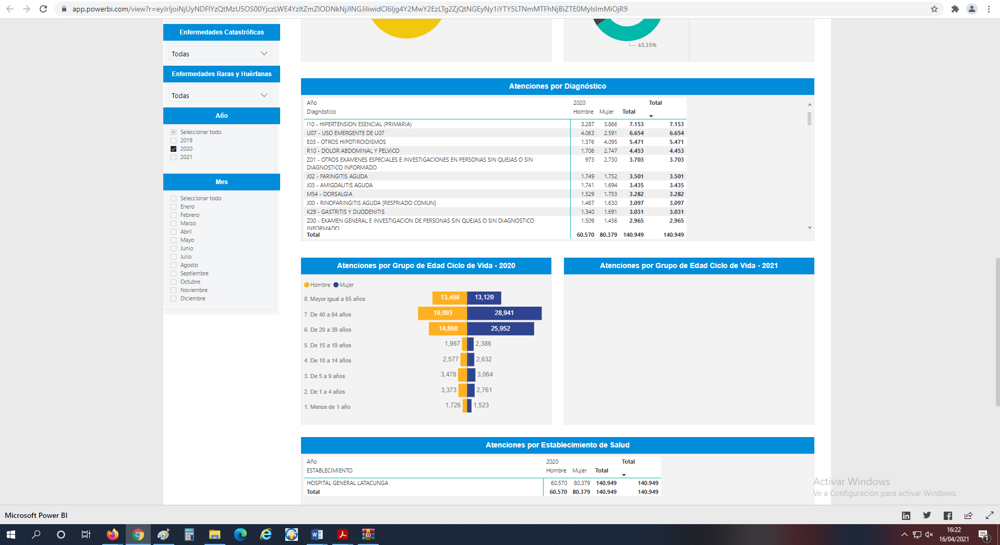 app.powerbi.com/view?r=
Enfermedades Catastróficas
Todas
Enfermedades Raras y Huérfanas
Todas
Año
Seleccionar todo
2019
2020
2021
Mes
Seleccionar todo
Enero
Febrero
Marzo
Abril
Mayo
Junio
Julio
Agosto
Septiembre
Octubre
Noviembre
Diciembre
65,35%
Atenciones por Diagnóstico
Año 2020 Total
Diagnóstico Hombre Mujer Total
I10 - HIPERTENSION ESENCIAL (PRIMARIA) 3.287 3.866 7.153 7.153
U07 - USO EMERGENTE DE U07 4.063 2.591 6.654 6.654
E03 - OTROS HIPOTIROIDISMOS 1.376 4.095 5.471 5.471
R10 - DOLOR ABDOMINAL Y PELVICO 1.706 2.747 4.453 4.453
Z01 - OTROS EXAMENES ESPECIALES E INVESTIGACIONES EN PERSONAS SIN QUEJAS O SIN 973 2.730 3.703 3.703
DIAGNOSTICO INFORMADO
J02 - FARINGITIS AGUDA 1.749 1.752 3.501 3.501
J03 - AMIGDALITIS AGUDA 1.741 1.694 3.435 3.435
M54 - DORSALGIA 1.529 1.753 3.282 3.282
J00 - RINOFARINGITIS AGUDA [RESFRIADO COMUN] 1.467 1.630 3.097 3.097
K29 - GASTRITIS Y DUODENITIS 1.340 1.691 3.031 3.031
Z00 - EXAMEN GENERAL E INVESTIGACION DE PERSONAS SIN QUEJAS O SIN DIAGNOSTICO 1.509 1.456 2.965 2.965
INFORMADO
Total 60.570 80.379 140.949 140.949
Atenciones por Grupo de Edad Ciclo de Vida - 2020
Hombre Mujer
8. Mayor igual a 65 años 13,488 13,120
7. De 40 a 64 años 19,093 28,941
6. De 20 a 39 años 14,868 25,952
5. De 15 a 19 años 1,967 2,386
4. De 10 a 14 años 2,577 2,632
3. De 5 a 9 años 3,478 3,064
2. De 1 a 4 años 3,373 2,761
1. Menos de 1 año 1,726 1,523
Atenciones por Grupo de Edad Ciclo de Vida - 2021
Atenciones por Establecimiento de Salud
Año 2020 Total
ESTABLECIMIENTO Hombre Mujer Total
HOSPITAL GENERAL LATACUNGA 60.570 80.379 140.949 140.949
Total 60.570 80.379 140.949 140.949
Activar Windows
Ve a Configuración para activar Windows.
Microsoft Power BI
16:22
16/04/2021
1